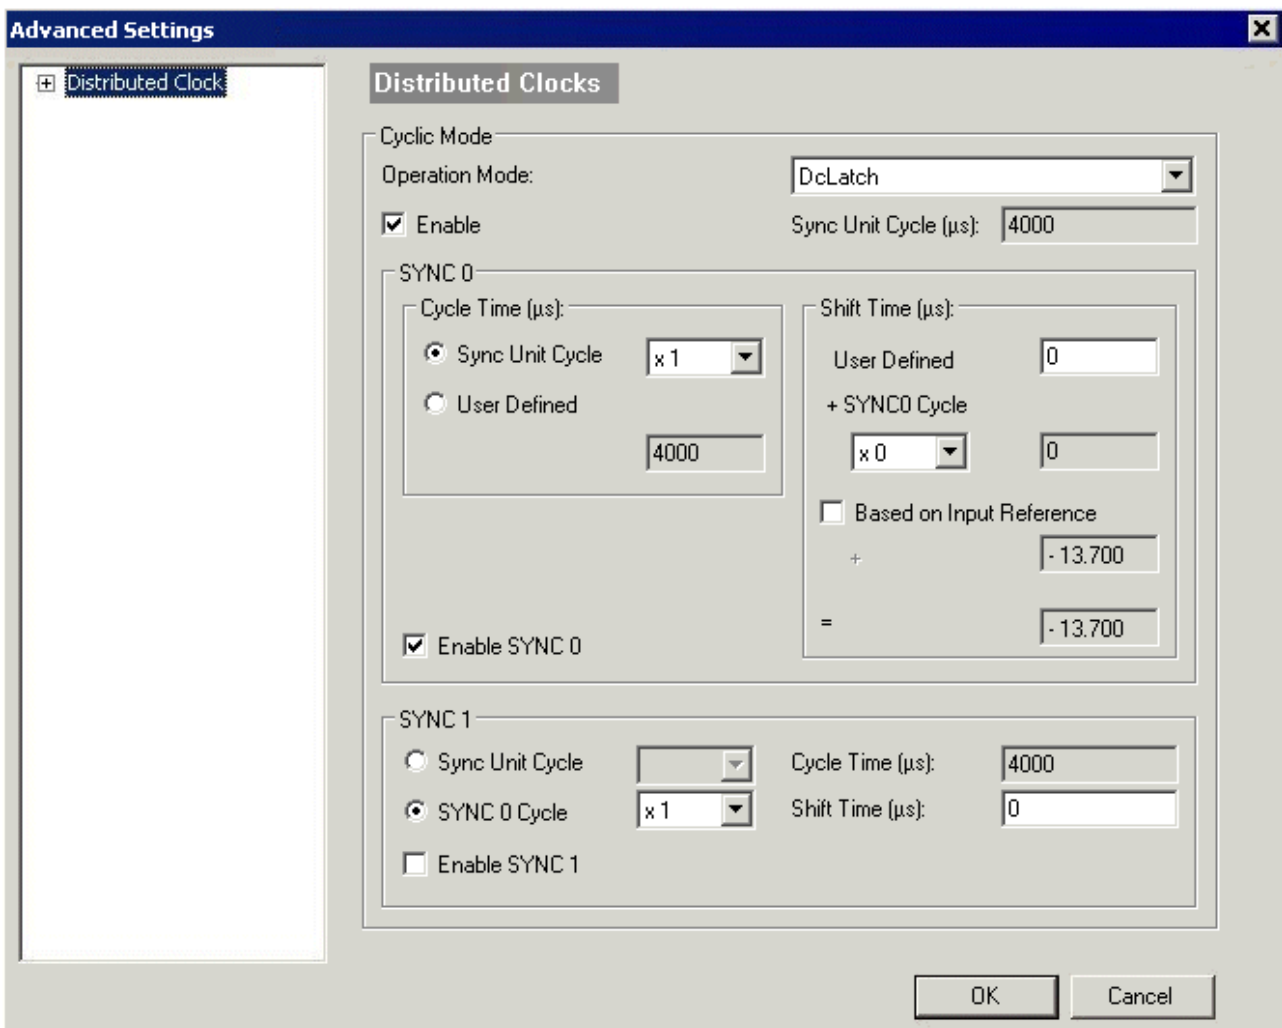 Advanced Settings
Distributed Clock
Distributed Clocks
Cyclic Mode
Operation Mode:
DcLatch
Enable
Sync Unit Cycle (µs):
4000
SYNC 0
Cycle Time (µs):
Sync Unit Cycle
x 1
User Defined
4000
Shift Time (µs):
User Defined
0
+ SYNC0 Cycle
x 0
0
Based on Input Reference
+
- 13.700
=
- 13.700
Enable SYNC 0
SYNC 1
Sync Unit Cycle
Cycle Time (µs):
4000
SYNC 0 Cycle
x 1
Shift Time (µs):
0
Enable SYNC 1
OK
Cancel